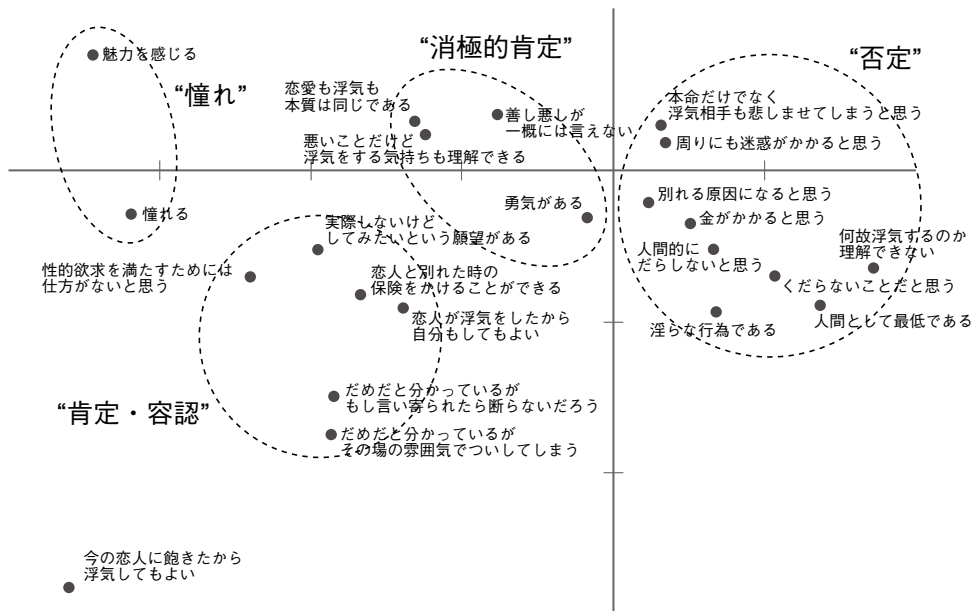 “消極的肯定”
“否定”
魅力を感じる
“憧れ”
恋愛も浮気も
本質は同じである
善し悪しが
一概には言えない
悪いことだけど
浮気をする気持ちも理解できる
本命だけでなく
浮気相手も悲しませてしまうと思う
周りにも迷惑がかかると思う
憧れる
勇気がある
別れる原因になると思う
金がかかると思う
実際しないけど
してみたいという願望がある
人間的に
だらしないと思う
何故浮気するのか
理解できない
性的欲求を満たすためには
仕方がないと思う
恋人と別れた時の
保険をかけることができる
くだらないことだと思う
恋人が浮気をしたから
自分もしてもよい
淫らな行為である
人間として最低である
“肯定・容認”
だめだと分かっているが
もし言い寄られたら断らないだろう
だめだと分かっているが
その場の雰囲気でついしてしまう
今の恋人に飽きたから
浮気してもよい